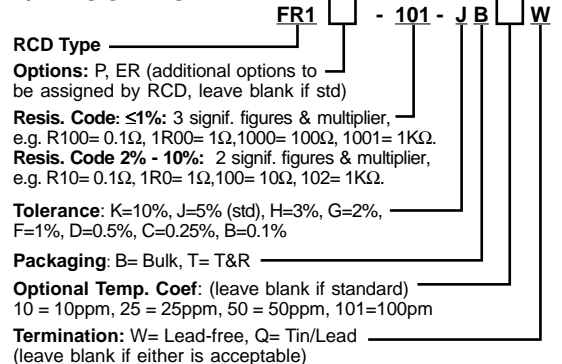 FR1 - 101 - J B W
RCD Type
Options: P, ER (additional options to
be assigned by RCD, leave blank if std)
Resis. Code: ≤1%: 3 signif. figures & multiplier,
e.g. R100= 0.1Ω, 1R00= 1Ω,1000= 100Ω, 1001= 1KΩ.
Resis. Code 2% - 10%: 2 signif. figures & multiplier,
e.g. R10= 0.1Ω, 1R0= 1Ω,100= 10Ω, 102= 1KΩ.
Tolerance: K=10%, J=5% (std), H=3%, G=2%,
F=1%, D=0.5%, C=0.25%, B=0.1%
Packaging: B= Bulk, T= T&R
Optional Temp. Coef: (leave blank if standard)
10 = 10ppm, 25 = 25ppm, 50 = 50ppm, 101=100pm
Termination: W= Lead-free, Q= Tin/Lead
(leave blank if either is acceptable)